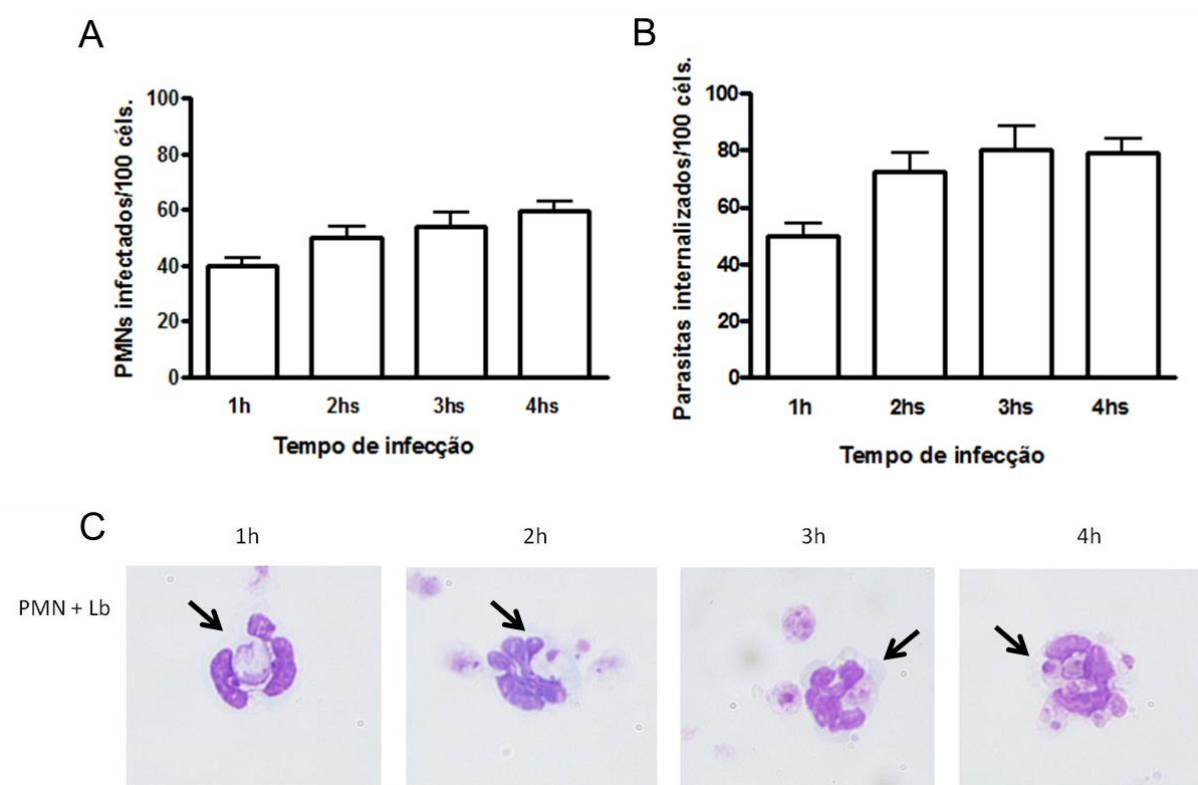 A
PMNs infectados/100 céls.
100
80
60
40
20
0
1h 2hs 3hs 4hs
Tempo de infecção
B
Parasitas internalizados/100 céls.
100
80
60
40
20
0
1h 2hs 3hs 4hs
Tempo de infecção
C
1h 2h 3h 4h
PMN + Lb